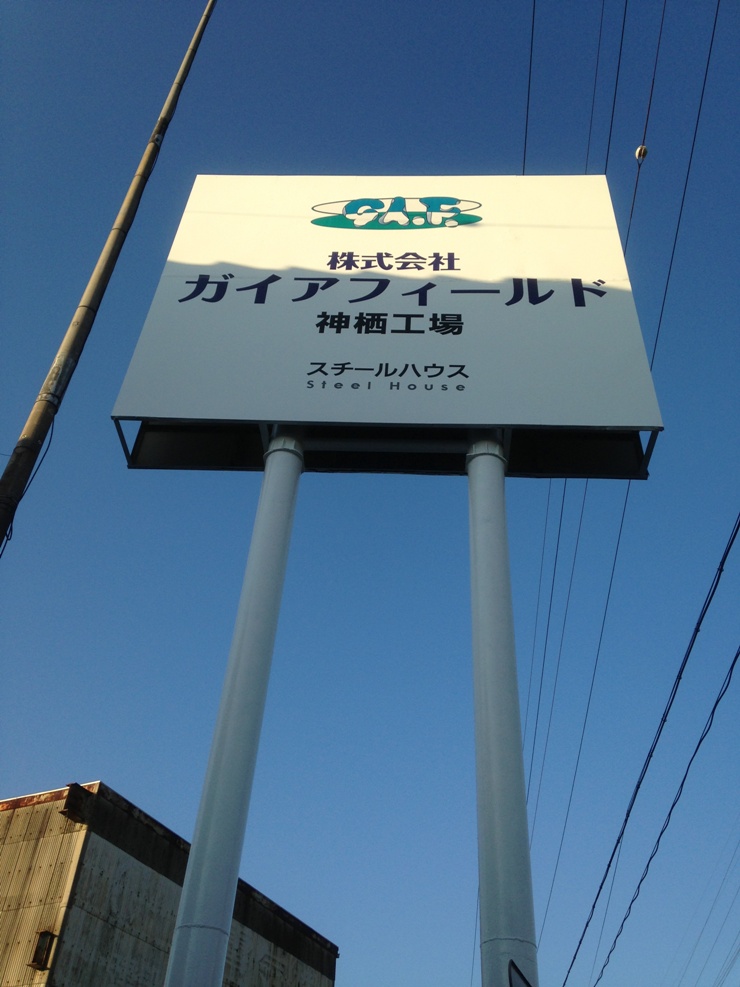 G.A.F.
株式会社
ガイアフィールド
神栖工場
スチールハウス
Steel House